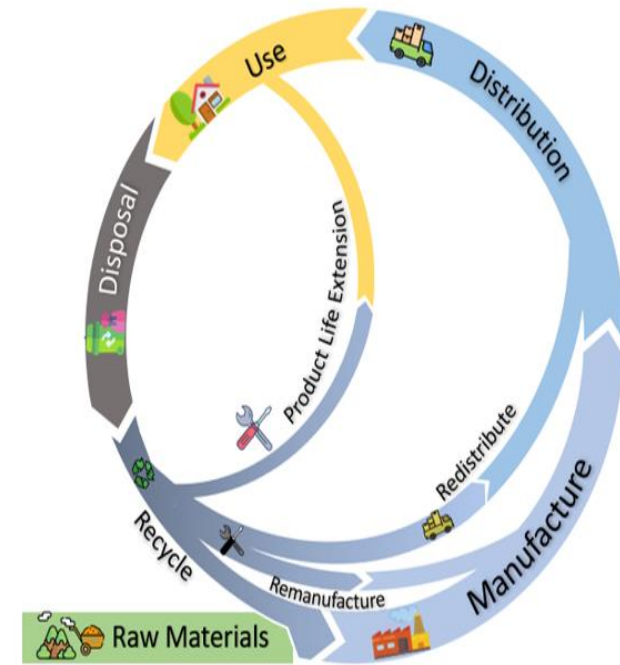 Use
Distribution
Disposal
Product Life Extension
Redistribute
Recycle
Remanufacture
Manufacture
Raw Materials